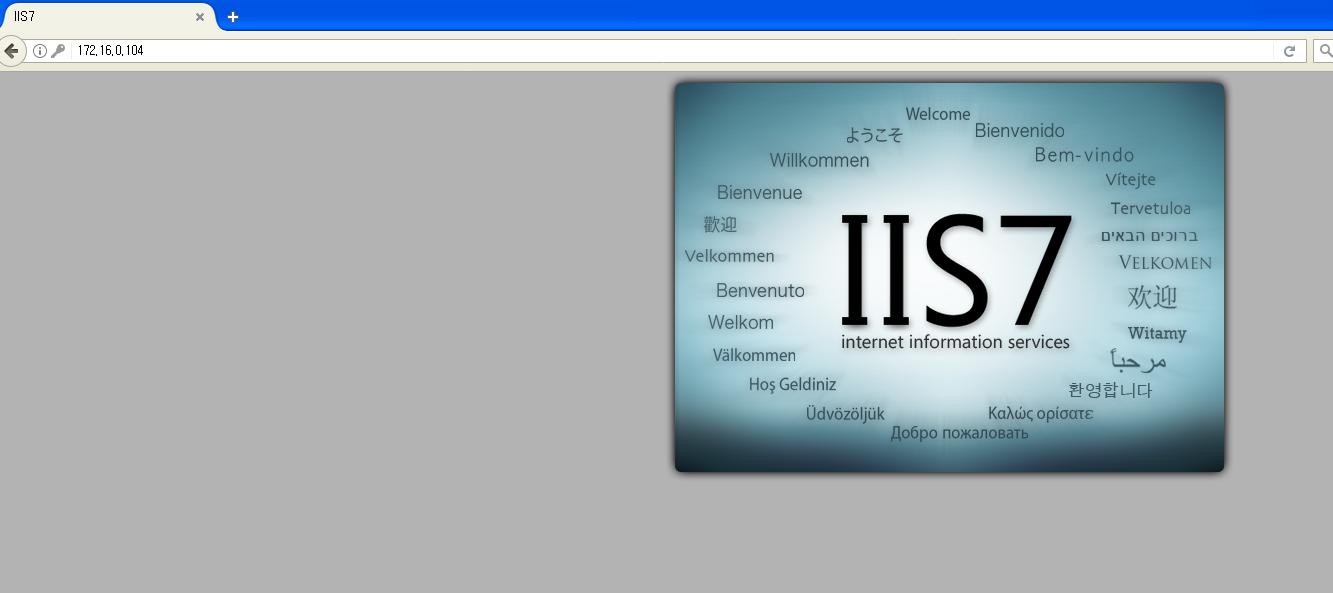 IIS7
172.16.0.104
Welcome
ようこそ
Bienvenido
Willkommen
Bem-vindo
Vítejte
Bienvenue
Tervetuloa
歡迎
ברוכים הבאים
Velkommen
VELKOMEN
Benvenuto
欢迎
Welkom
Witamy
Välkommen
مرحباً
Hoş Geldiniz
환영합니다
Üdvözöljük
Καλώς ορίσατε
Добро пожаловать
IIS7
internet information services